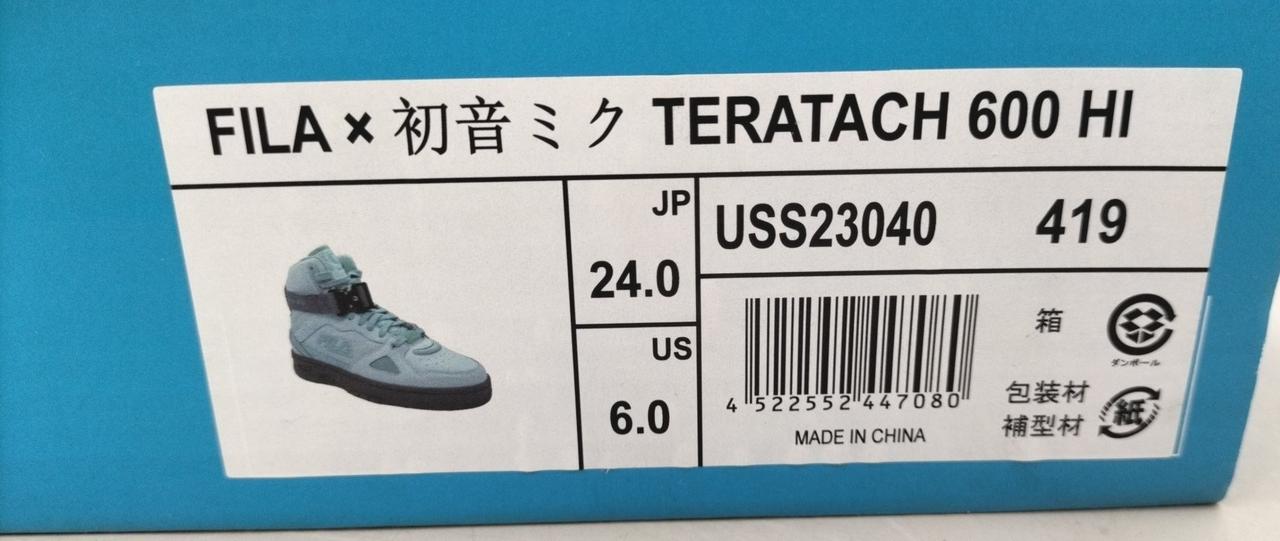 FILA × 初音ミク TERATACH 600 HI
JP
24.0
US
6.0
USS23040 419
4 522552 447080
MADE IN CHINA
箱
ダンボール
包装材
補型材
紙